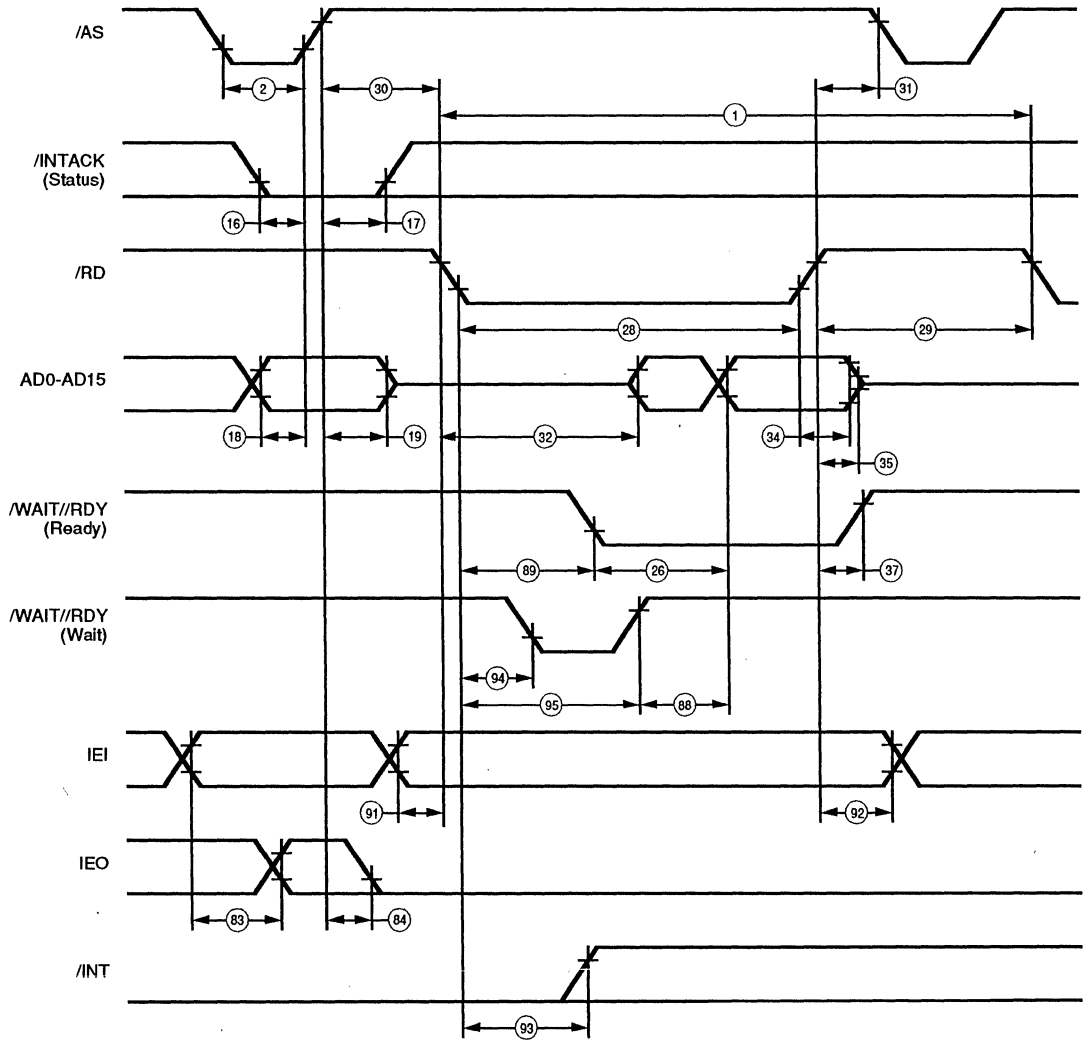 /AS
2
30
31
1
/INTACK
(Status)
16
17
/RD
28
29
AD0-AD15
18
19
32
34
35
/WAIT//RDY
(Ready)
89
26
37
/WAIT//RDY
(Wait)
94
95
88
IEI
91
92
IEO
83
84
/INT
93